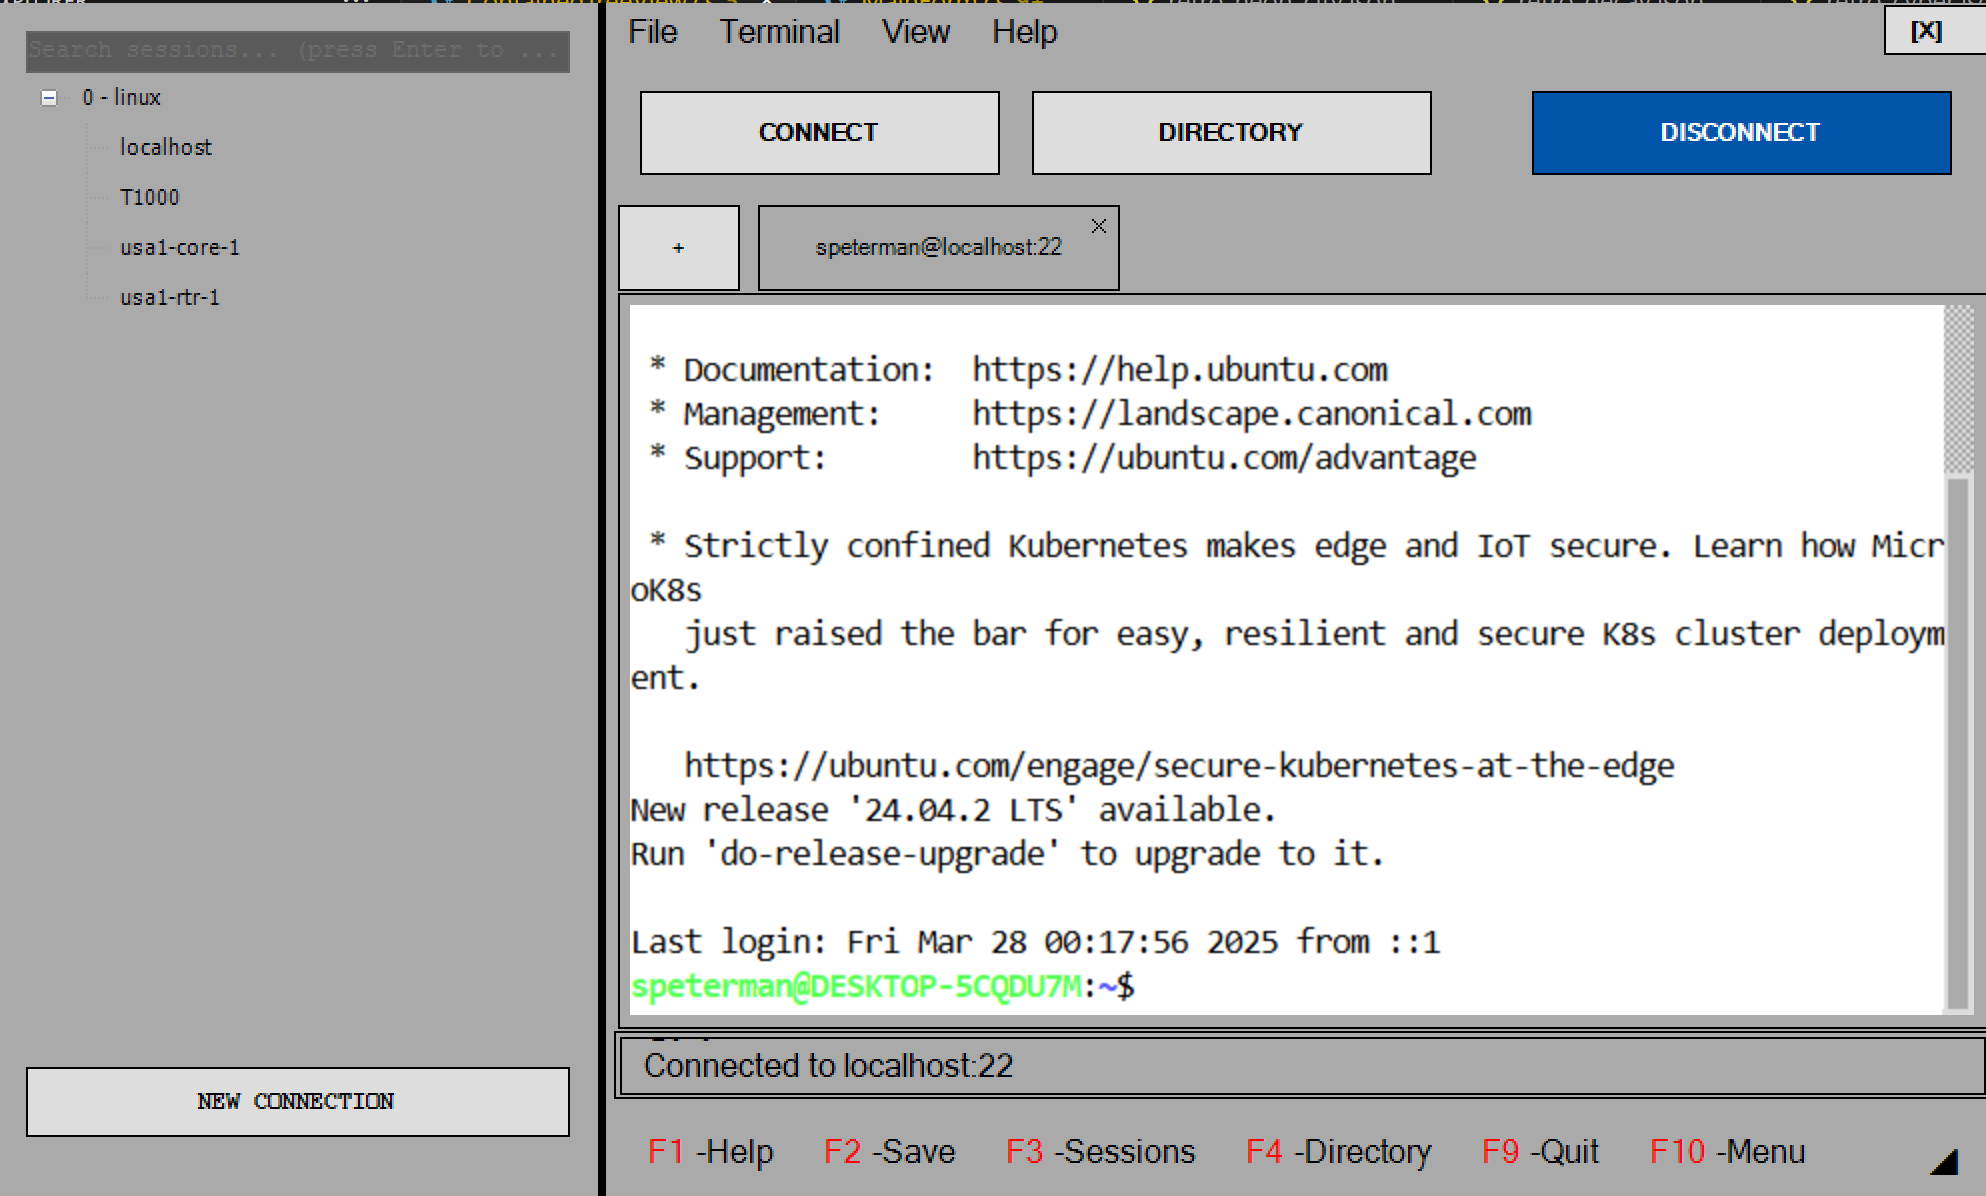 Search sessions... (press Enter to ...
0 - linux
localhost
T1000
usa1-core-1
usa1-rtr-1
NEW CONNECTION
File Terminal View Help
[X]
CONNECT
DIRECTORY
DISCONNECT
+
speterman@localhost:22
* Documentation:  https://help.ubuntu.com
* Management:     https://landscape.canonical.com
* Support:        https://ubuntu.com/advantage
* Strictly confined Kubernetes makes edge and IoT secure. Learn how Micr
oK8s
just raised the bar for easy, resilient and secure K8s cluster deploym
ent.
https://ubuntu.com/engage/secure-kubernetes-at-the-edge
New release '24.04.2 LTS' available.
Run 'do-release-upgrade' to upgrade to it.
Last login: Fri Mar 28 00:17:56 2025 from ::1
speterman@DESKTOP-5CQDU7M:~$
Connected to localhost:22
F1 -Help F2 -Save F3 -Sessions F4 -Directory F9 -Quit F10 -Menu